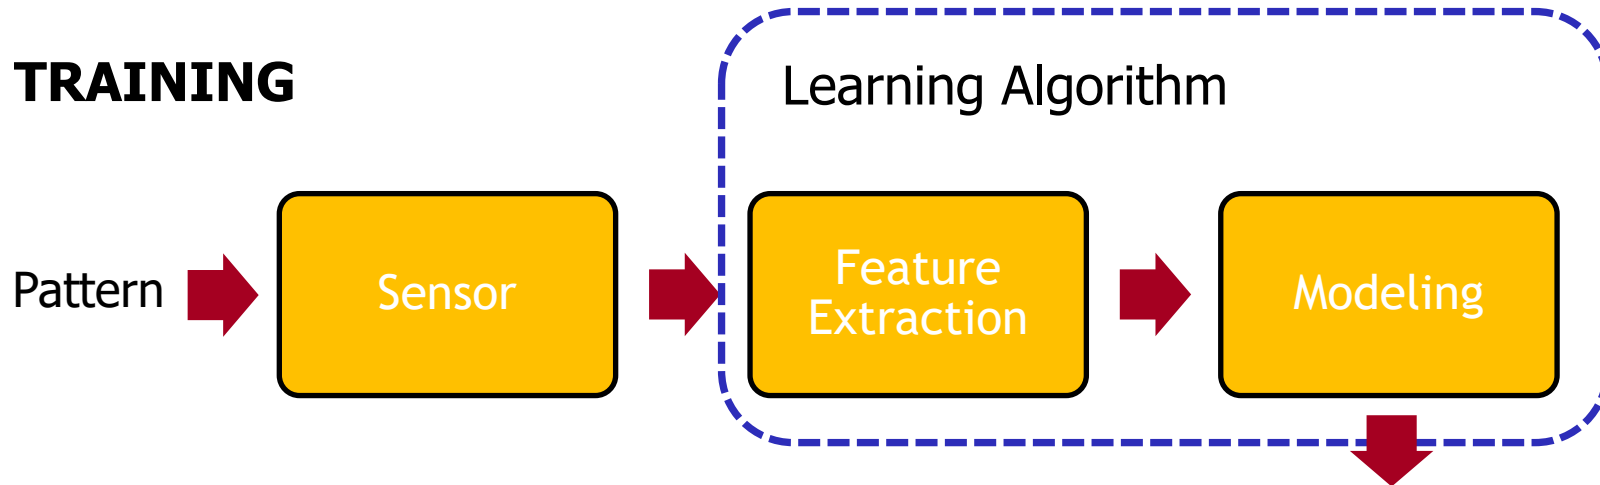 TRAINING
Learning Algorithm
Pattern
Sensor
Feature
Extraction
Modeling